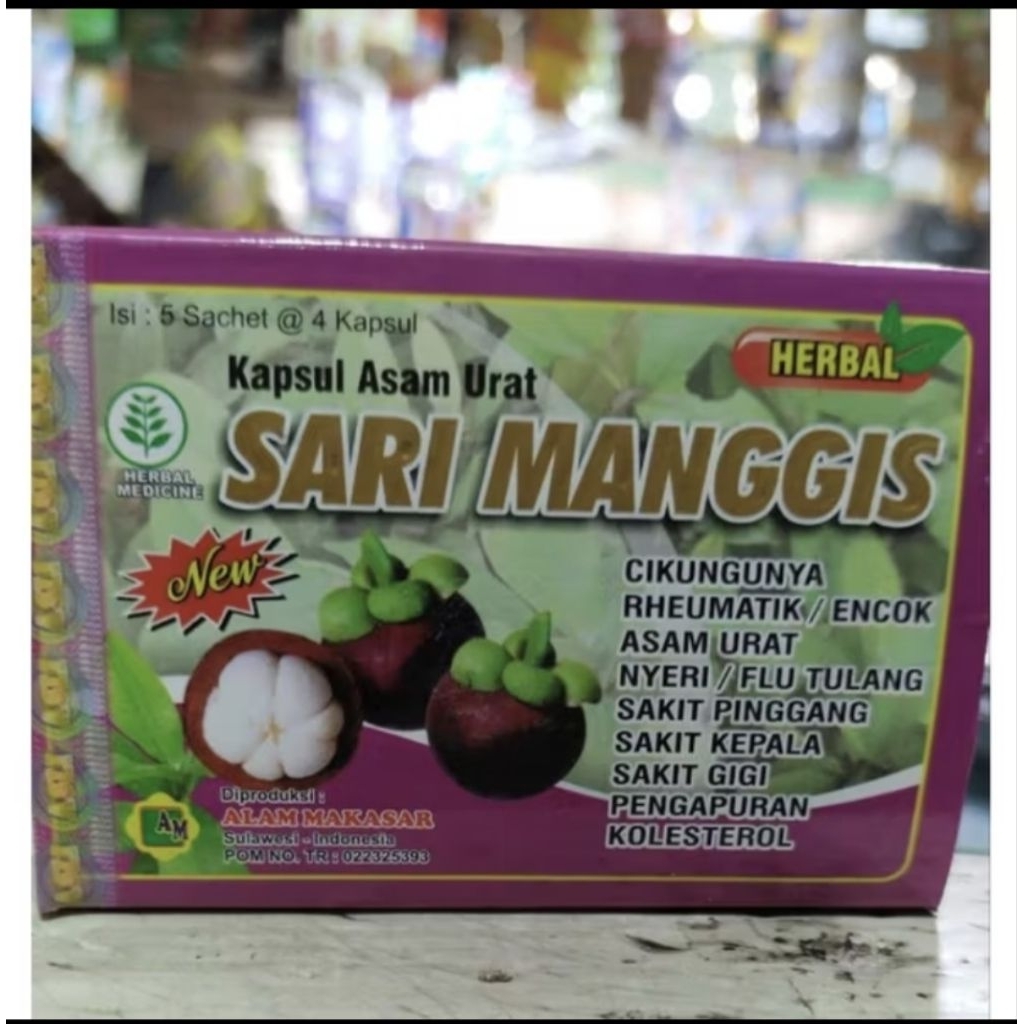 Isi : 5 Sachet @ 4 Kapsul
HERBAL
Kapsul Asam Urat
SARI MANGGIS
HERBAL
MEDICINE
New
CIKUNGUNYA
RHEUMATIK / ENCOK
ASAM URAT
NYERI / FLU TULANG
SAKIT PINGGANG
SAKIT KEPALA
SAKIT GIGI
PENGAPURAN
KOLESTEROL
AM
Diproduksi :
ALAM MAKASAR
Sulawesi - Indonesia
POM NO. TR : 022325393